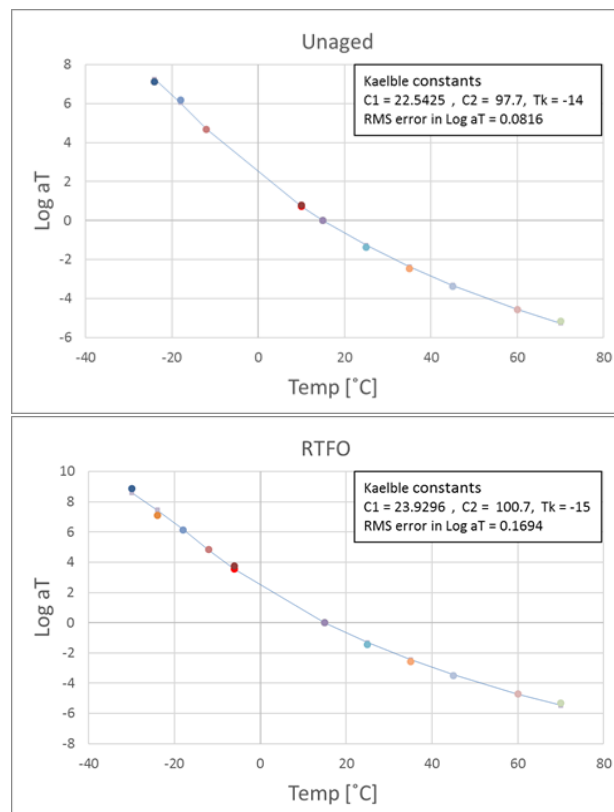 Unaged
Kaelble constants
C1 = 22.5425 , C2 = 97.7, Tk = -14
RMS error in Log aT = 0.0816
8
6
4
2
0
-2
-4
-6
Log aT
-40 -20 0 20 40 60 80
Temp [˚C]
RTFO
Kaelble constants
C1 = 23.9296 , C2 = 100.7, Tk = -15
RMS error in Log aT = 0.1694
10
8
6
4
2
0
-2
-4
-6
-8
Log aT
-40 -20 0 20 40 60 80
Temp [˚C]